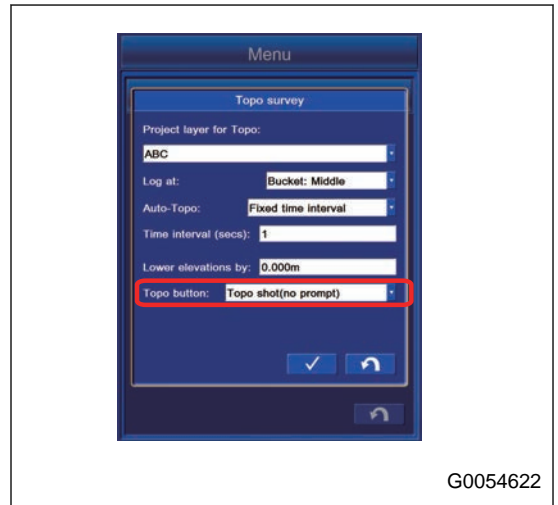 Menu
Topo survey
Project layer for Topo:
ABC
Log at: Bucket: Middle
Auto-Topo: Fixed time interval
Time interval (secs): 1
Lower elevations by: 0.000m
Topo button: Topo shot(no prompt)
G0054622